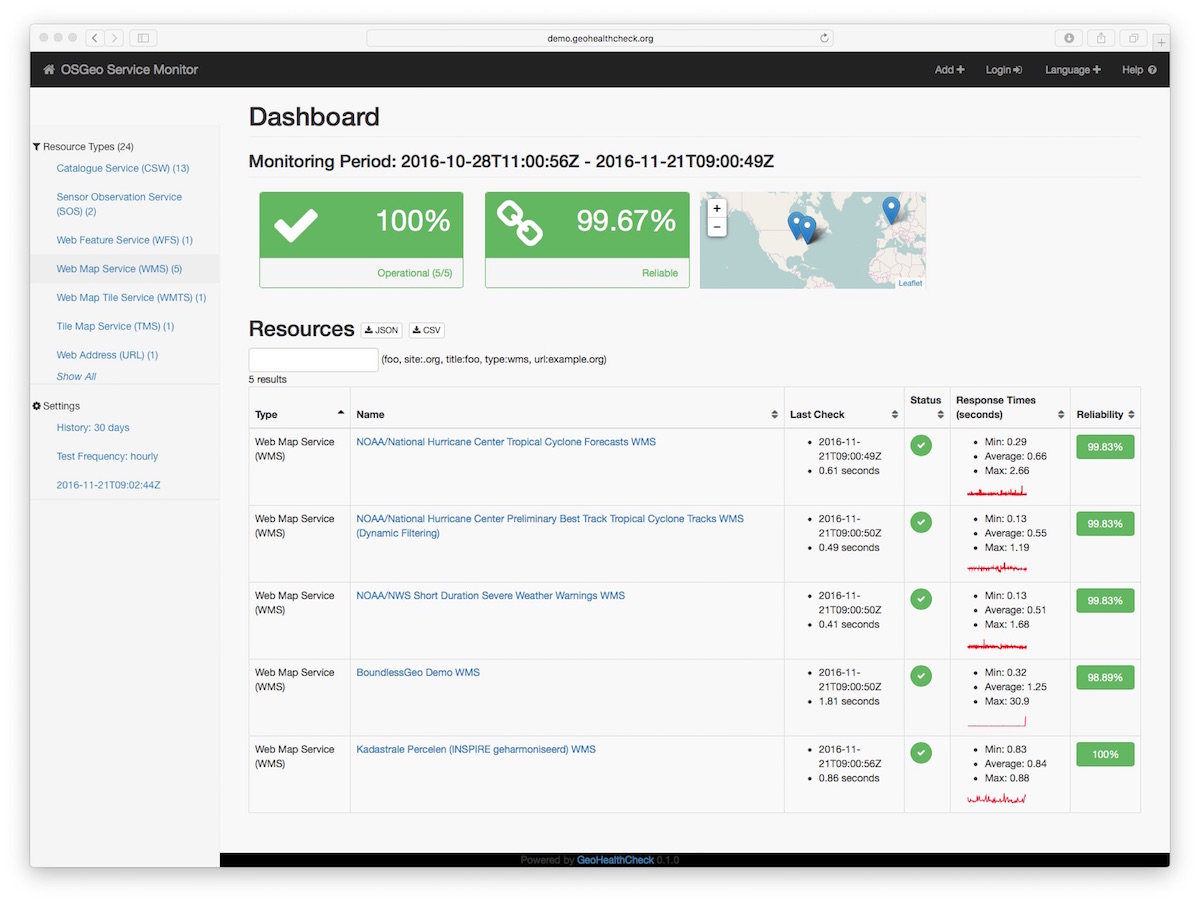 demo.geohealthcheck.org
OSGeo Service Monitor
Add
Login
Language
Help
Resource Types (24)
Catalogue Service (CSW) (13)
Sensor Observation Service
(SOS) (2)
Web Feature Service (WFS) (1)
Web Map Service (WMS) (5)
Web Map Tile Service (WMTS) (1)
Tile Map Service (TMS) (1)
Web Address (URL) (1)
Show All
Settings
History: 30 days
Test Frequency: hourly
2016-11-21T09:02:44Z
Dashboard
Monitoring Period: 2016-10-28T11:00:56Z - 2016-11-21T09:00:49Z
100%
Operational (5/5)
99.67%
Reliable
+
−
Leaflet
Resources JSON CSV
(foo, site:.org, title:foo, type:wms, url:example.org)
5 results
Type
Name
Last Check
Status
Response Times
(seconds)
Reliability
Web Map Service
(WMS)
NOAA/National Hurricane Center Tropical Cyclone Forecasts WMS
2016-11-
21T09:00:49Z
0.61 seconds
Min: 0.29
Average: 0.66
Max: 2.66
99.83%
Web Map Service
(WMS)
NOAA/National Hurricane Center Preliminary Best Track Tropical Cyclone Tracks WMS
(Dynamic Filtering)
2016-11-
21T09:00:50Z
0.49 seconds
Min: 0.13
Average: 0.55
Max: 1.19
99.83%
Web Map Service
(WMS)
NOAA/NWS Short Duration Severe Weather Warnings WMS
2016-11-
21T09:00:50Z
0.41 seconds
Min: 0.13
Average: 0.51
Max: 1.68
99.83%
Web Map Service
(WMS)
BoundlessGeo Demo WMS
2016-11-
21T09:00:50Z
1.81 seconds
Min: 0.32
Average: 1.25
Max: 30.9
98.89%
Web Map Service
(WMS)
Kadastrale Percelen (INSPIRE geharmoniseerd) WMS
2016-11-
21T09:00:56Z
0.86 seconds
Min: 0.83
Average: 0.84
Max: 0.88
100%
Powered by GeoHealthCheck 0.1.0